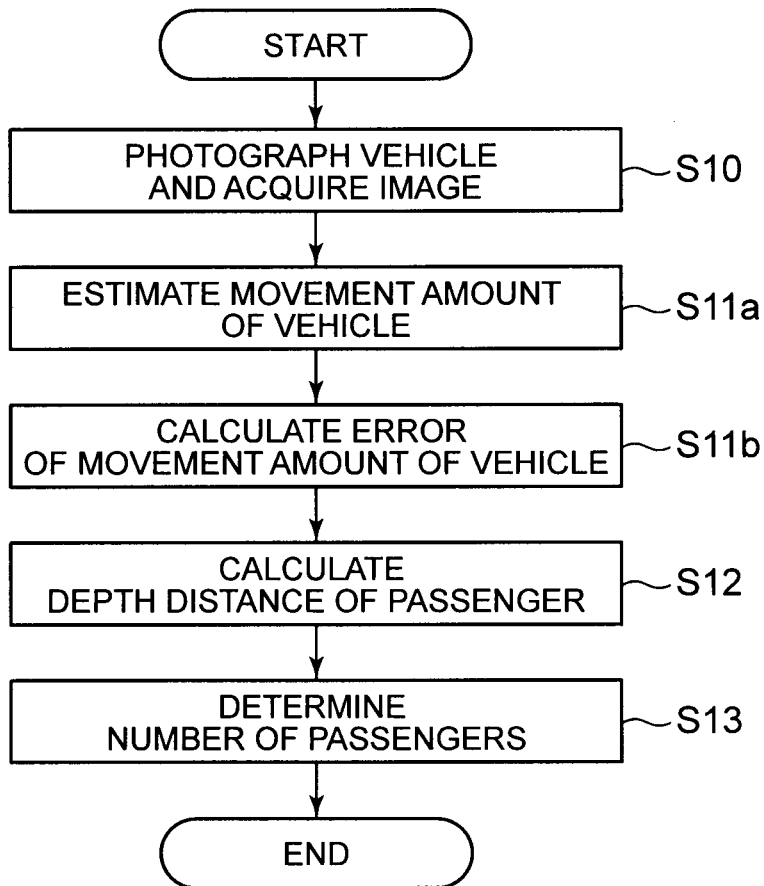 START
PHOTOGRAPH VEHICLE
AND ACQUIRE IMAGE
S10
ESTIMATE MOVEMENT AMOUNT
OF VEHICLE
S11a
CALCULATE ERROR
OF MOVEMENT AMOUNT OF VEHICLE
S11b
CALCULATE
DEPTH DISTANCE OF PASSENGER
S12
DETERMINE
NUMBER OF PASSENGERS
S13
END